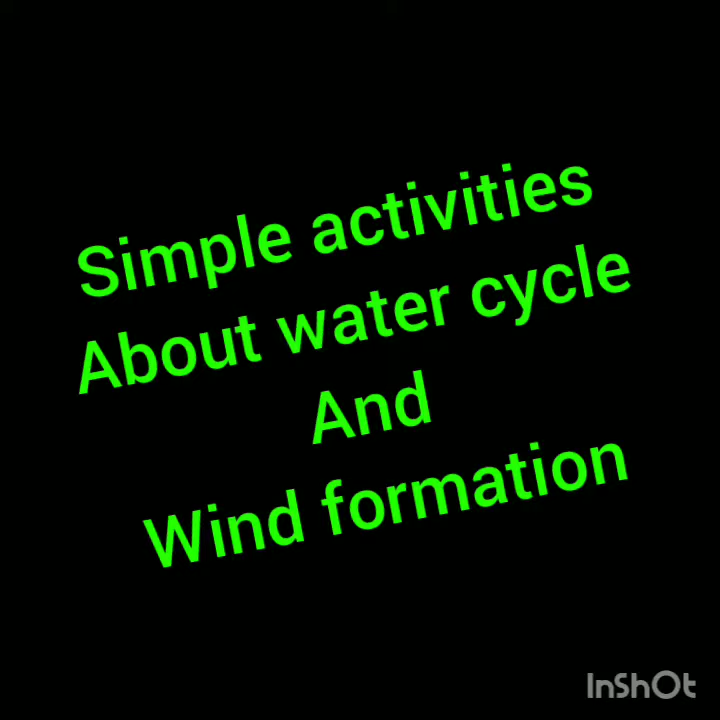 Simple activities
About water cycle
And
Wind formation
InShOt